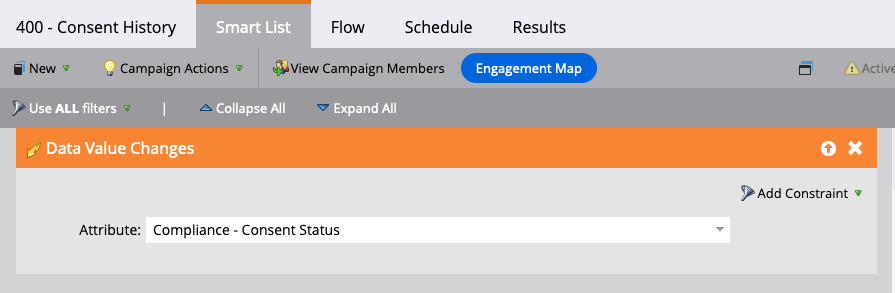 400 - Consent History Smart List Flow Schedule Results
New Campaign Actions View Campaign Members Engagement Map Active
Use ALL filters | Collapse All Expand All
Data Value Changes
Add Constraint
Attribute: Compliance - Consent Status